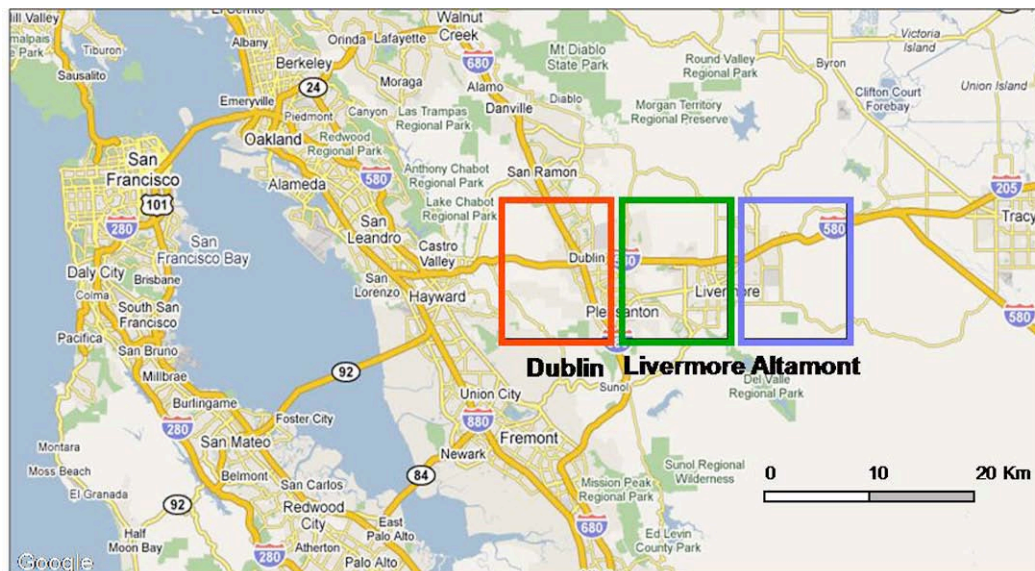 Mill Valley
El Cerrito
Walnut
Creek
Victoria
Island
Tiburon
Albany
Orinda
Lafayette
680
Mt Diablo
State Park
Round Valley
Regional Park
Byron
Sausalito
Berkeley
24
Moraga
Alamo
Union Island
Emeryville
Piedmont
Canyon
Las Trampas
Regional Park
Danville
Diablo
Morgan Territory
Regional Preserve
Clifton Court
Forebay
Oakland
Redwood
Regional Park
San
Francisco
101
Alameda
580
Anthony Chabot
Regional Park
San Ramon
205
Tracy
280
San
Leandro
Lake Chabot
Regional Park
Castro
Valley
580
San
Francisco Bay
Daly City
Brisbane
Colma
San
Lorenzo
Hayward
Dublin
Livermore
580
South San
Francisco
Pleasanton
Pacifica
San Bruno
Dublin
Livermore
Altamont
Millbrae
92
Sunol
Del Valle
Regional Park
Burlingame
Foster City
Union City
280
San Mateo
880
Fremont
Montara
Belmont
Newark
Moss Beach
84
Sunol Regional
Wilderness
0
10
20 Km
El Granada
92
San Carlos
Redwood
City
Mission Peak
Regional Park
Half
Moon Bay
East
Palo Alto
680
Ed Levin
County Park
280
Atherton
Palo Alto
Google